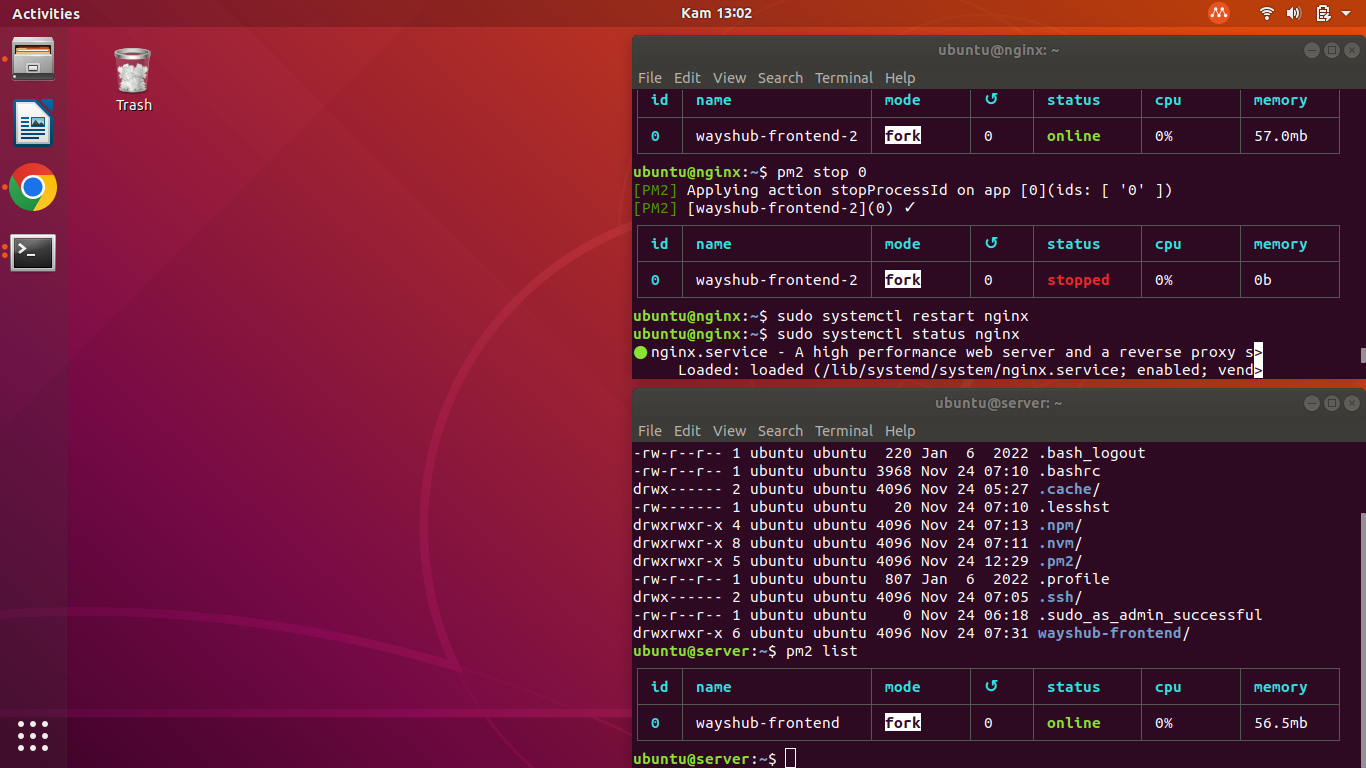 Activities
Kam 13:02
Trash
ubuntu@nginx: ~
File Edit View Search Terminal Help
id name mode ↺ status cpu memory
0 wayshub-frontend-2 fork 0 online 0% 57.0mb
ubuntu@nginx:~$ pm2 stop 0
[PM2] Applying action stopProcessId on app [0](ids: [ '0' ])
[PM2] [wayshub-frontend-2](0) ✓
id name mode ↺ status cpu memory
0 wayshub-frontend-2 fork 0 stopped 0% 0b
ubuntu@nginx:~$ sudo systemctl restart nginx
ubuntu@nginx:~$ sudo systemctl status nginx
● nginx.service - A high performance web server and a reverse proxy s>
Loaded: loaded (/lib/systemd/system/nginx.service; enabled; vend>
ubuntu@server: ~
File Edit View Search Terminal Help
-rw-r--r-- 1 ubuntu ubuntu 220 Jan 6 2022 .bash_logout
-rw-r--r-- 1 ubuntu ubuntu 3968 Nov 24 07:10 .bashrc
drwx------ 2 ubuntu ubuntu 4096 Nov 24 05:27 .cache/
-rw------- 1 ubuntu ubuntu 20 Nov 24 07:10 .lesshst
drwxrwxr-x 4 ubuntu ubuntu 4096 Nov 24 07:13 .npm/
drwxrwxr-x 8 ubuntu ubuntu 4096 Nov 24 07:11 .nvm/
drwxrwxr-x 5 ubuntu ubuntu 4096 Nov 24 12:29 .pm2/
-rw-r--r-- 1 ubuntu ubuntu 807 Jan 6 2022 .profile
drwx------ 2 ubuntu ubuntu 4096 Nov 24 07:05 .ssh/
-rw-r--r-- 1 ubuntu ubuntu 0 Nov 24 06:18 .sudo_as_admin_successful
drwxrwxr-x 6 ubuntu ubuntu 4096 Nov 24 07:31 wayshub-frontend/
ubuntu@server:~$ pm2 list
id name mode ↺ status cpu memory
0 wayshub-frontend fork 0 online 0% 56.5mb
ubuntu@server:~$